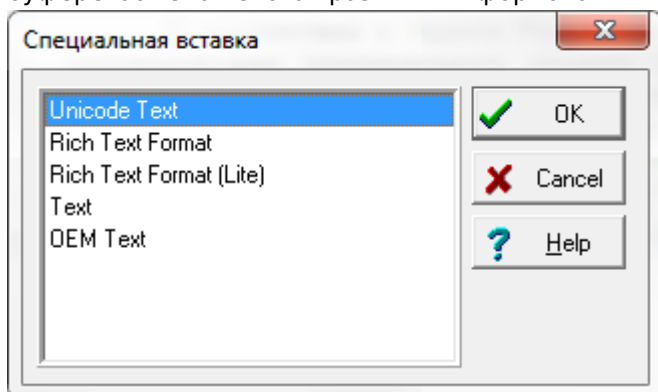 Специальная вставка
Unicode Text
Rich Text Format
Rich Text Format (Lite)
Text
OEM Text
OK
Cancel
Help